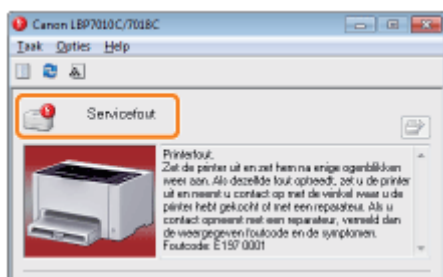 Canon LBP7010C/7018C
Taak Opties Help
Servicefout
Printerfout.
Zet de printer uit en zet hem na enige ogenblikken
weer aan. Als dezelfde fout optreedt, zet u de printer
uit en neemt u contact op met de winkel waar u de
printer hebt gekocht of met een reparateur. Als u
contact opneemt met een reparateur, vermeld dan
de weergegeven foutcode en de symptomen.
Foutcode: E197 0001